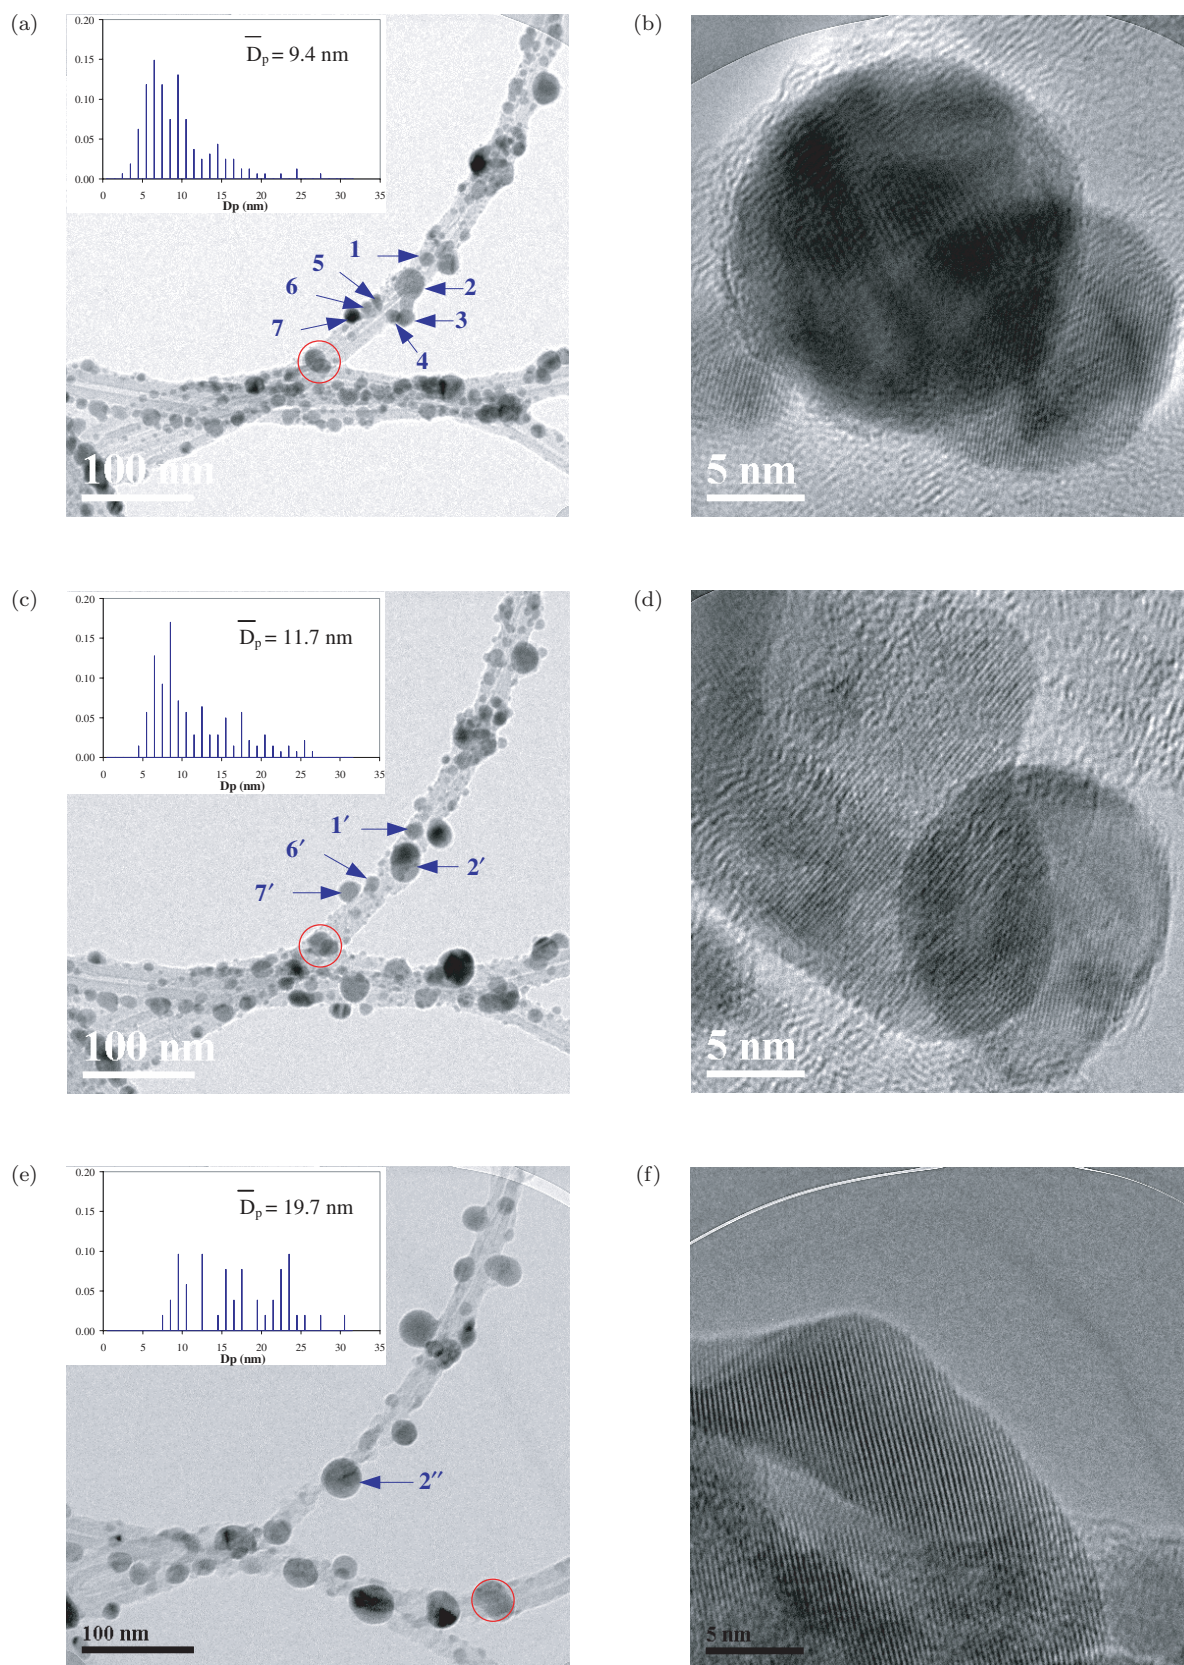 (a)
0.20
0.15
0.10
0.05
0.00
0 5 10 15 20 25 30 35
Dp (nm)
D̅p = 9.4 nm
1
5
2
6
7
3
4
100 nm
(b)
5 nm
(c)
0.20
0.15
0.10
0.05
0.00
0 5 10 15 20 25 30 35
Dp (nm)
D̅p = 11.7 nm
1′
6′
2′
7′
100 nm
(d)
5 nm
(e)
0.20
0.15
0.10
0.05
0.00
0 5 10 15 20 25 30 35
Dp (nm)
D̅p = 19.7 nm
2″
100 nm
(f)
5 nm